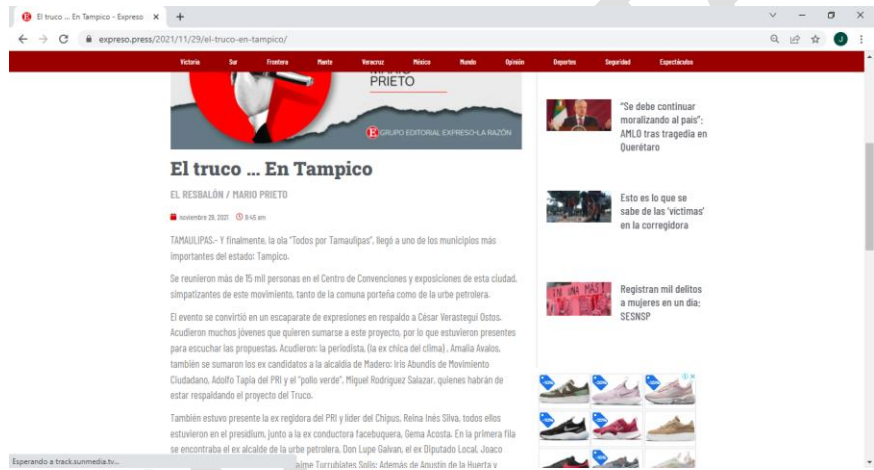 El truco ... En Tampico - Expreso
expreso.press/2021/11/29/el-truco-en-tampico/
Victoria Sur Frontera Mante Veracruz México Mundo Opinión Deportes Seguridad Espectáculos
MARIO
PRIETO
GRUPO EDITORIAL EXPRESO-LA RAZÓN
El truco ... En Tampico
EL RESBALÓN / MARIO PRIETO
noviembre 29, 2021 9:45 am
TAMAULIPAS.- Y finalmente, la ola "Todos por Tamaulipas", llegó a uno de los municipios más
importantes del estado: Tampico.
Se reunieron más de 15 mil personas en el Centro de Convenciones y exposiciones de esta ciudad,
simpatizantes de este movimiento, tanto de la comuna porteña como de la urbe petrolera.
El evento se convirtió en un escaparate de expresiones en respaldo a César Verastegui Ostos.
Acudieron muchos jóvenes que quieren sumarse a este proyecto, por lo que estuvieron presentes
para escuchar las propuestas. Acudieron: la periodista, (la ex chica del clima) , Amalia Avalos,
también se sumaron los ex candidatos a la alcaldía de Madero: Iris Abundis de Movimiento
Ciudadano, Adolfo Tapia del PRI y el "pollo verde", Miguel Rodríguez Salazar, quienes habrán de
estar respaldando el proyecto del Truco.
También estuvo presente la ex regidora del PRI y líder del Chipus, Reina Inés Silva, todos ellos
estuvieron en el presídium, junto a la ex conductora facebuquera, Gema Acosta. En la primera fila
se encontraba el ex alcalde de la urbe petrolera, Don Lupe Galvan, el ex Diputado Local, Joaco
aime Turrubiates Solis; Además de Agustín de la Huerta y
"Se debe continuar
moralizando al país":
AMLO tras tragedia en
Querétaro
Esto es lo que se
sabe de las 'víctimas'
en la corregidora
NI UNA MÁS
Registran mil delitos
a mujeres en un día:
SESNSP
Esperando a track.sunmedia.tv...